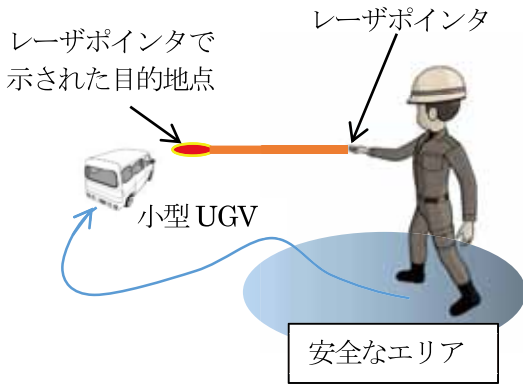 レーザポインタ
レーザポインタで
示された目的地点
小型 UGV
安全なエリア